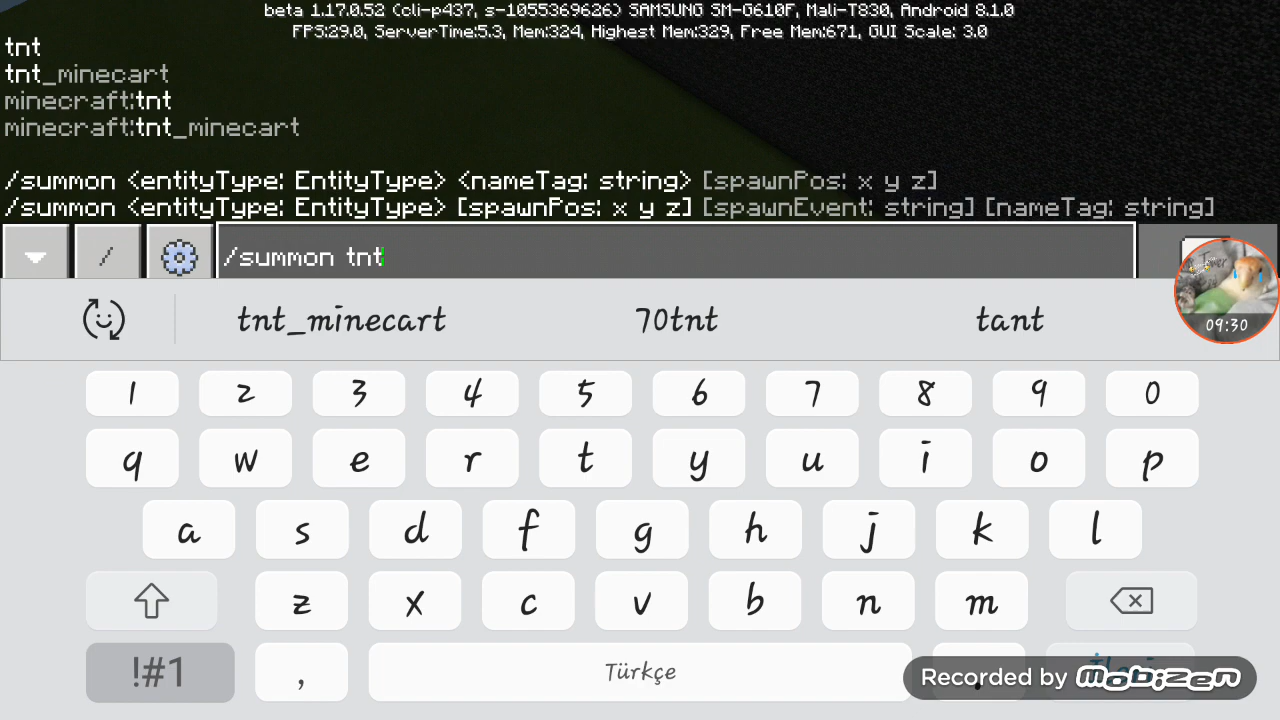 beta 1.17.0.52 (cli-p437, s-1055369626) SAMSUNG SM-G610F, Mali-T830, Android 8.1.0
FPS:29.0, ServerTime:5.3, Mem:324, Highest Mem:329, Free Mem:671, GUI Scale: 3.0
tnt
tnt_minecart
minecraft:tnt
minecraft:tnt_minecart
/summon <entityType: EntityType> <nameTag: string> [spawnPos: x y z]
/summon <entityType: EntityType> [spawnPos: x y z] [spawnEvent: string] [nameTag: string]
/ /summon tnt
tnt_minecart 70tnt tant
09:30
1 2 3 4 5 6 7 8 9 0
q w e r t y u i o p
a s d f g h j k l
z x c v b n m
!#1 , Türkçe .
Recorded by mobizen